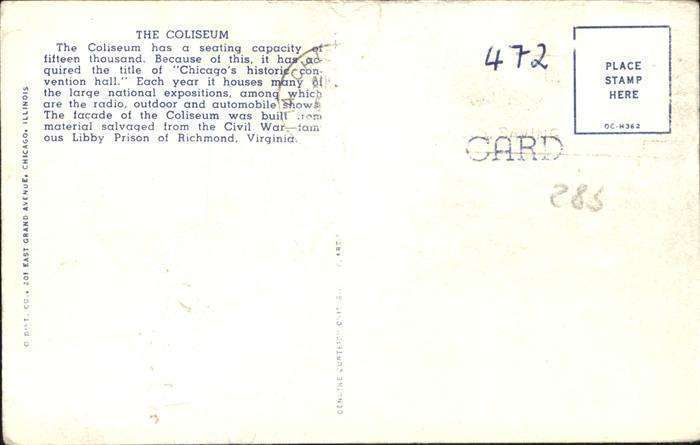 THE COLISEUM
The Coliseum has a seating capacity of
fifteen thousand. Because of this, it has ac-
quired the title of "Chicago's historic con-
vention hall." Each year it houses many of
the large national expositions, among which
are the radio, outdoor and automobile shows.
The facade of the Coliseum was built from
material salvaged from the Civil War—fam
ous Libby Prison of Richmond, Virginia.
472
PLACE
STAMP
HERE
OC-H362
CARD
285
CO., 201 EAST GRAND AVENUE, CHICAGO, ILLINOIS
GENUINE CURTEICH